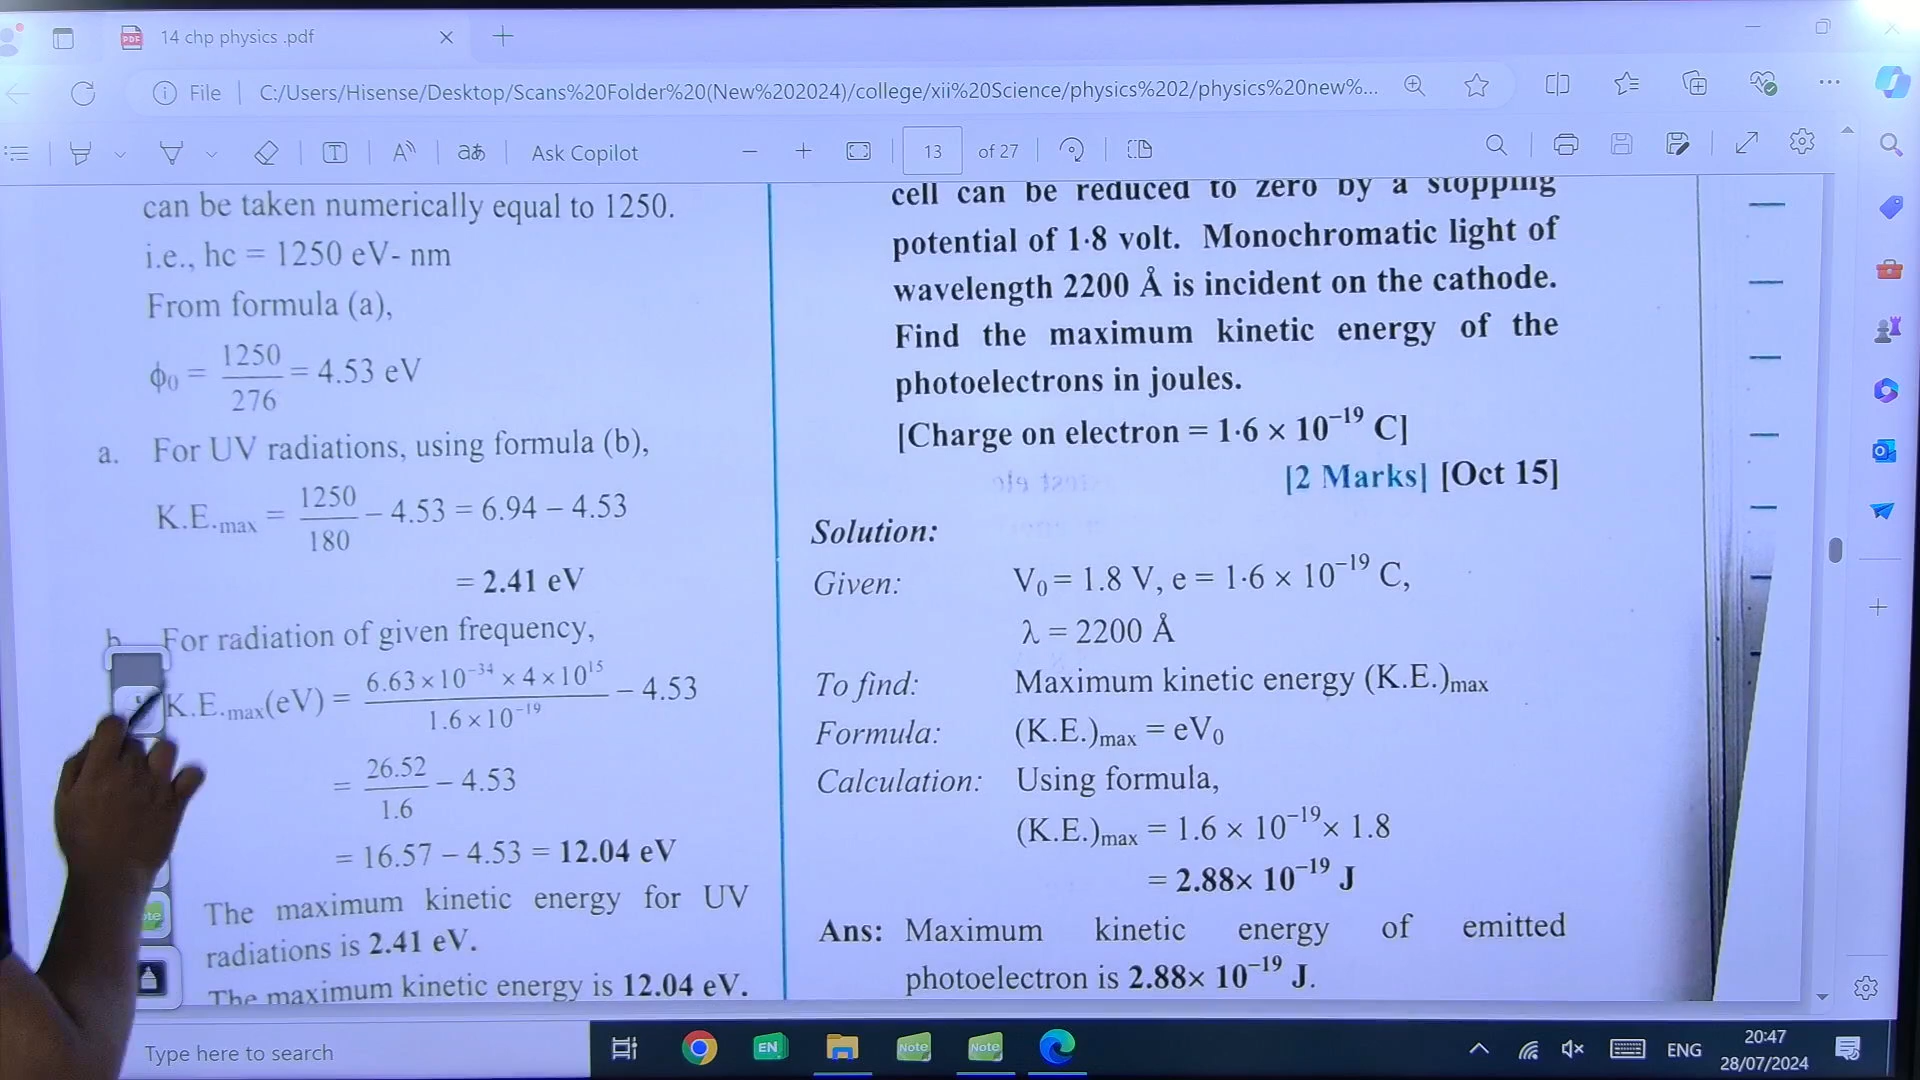 14 chp physics .pdf
File
C:/Users/Hisense/Desktop/Scans%20Folder%20(New%202024)/college/xii%20Science/physics%202/physics%20new%...
Ask Copilot
13 of 27
can be taken numerically equal to 1250.
i.e., hc = 1250 eV- nm
From formula (a),
ϕ₀ = 1250/276 = 4.53 eV
a. For UV radiations, using formula (b),
K.E.max = 1250/180 – 4.53 = 6.94 – 4.53
= 2.41 eV
For radiation of given frequency,
K.E.max(eV) = (6.63×10⁻³⁴ × 4×10¹⁵)/(1.6×10⁻¹⁹) – 4.53
= 26.52/1.6 – 4.53
= 16.57 – 4.53 = 12.04 eV
The maximum kinetic energy for UV
radiations is 2.41 eV.
The maximum kinetic energy is 12.04 eV.
cell can be reduced to zero by a stopping
potential of 1·8 volt. Monochromatic light of
wavelength 2200 Å is incident on the cathode.
Find the maximum kinetic energy of the
photoelectrons in joules.
[Charge on electron = 1·6 × 10⁻¹⁹ C]
[2 Marks] [Oct 15]
Solution:
Given: V₀ = 1.8 V, e = 1·6 × 10⁻¹⁹ C,
λ = 2200 Å
To find: Maximum kinetic energy (K.E.)max
Formula: (K.E.)max = eV₀
Calculation: Using formula,
(K.E.)max = 1.6 × 10⁻¹⁹ × 1.8
= 2.88× 10⁻¹⁹ J
Ans: Maximum kinetic energy of emitted
photoelectron is 2.88× 10⁻¹⁹ J.
Type here to search
EN
Note
Note
ENG
20:47
28/07/2024